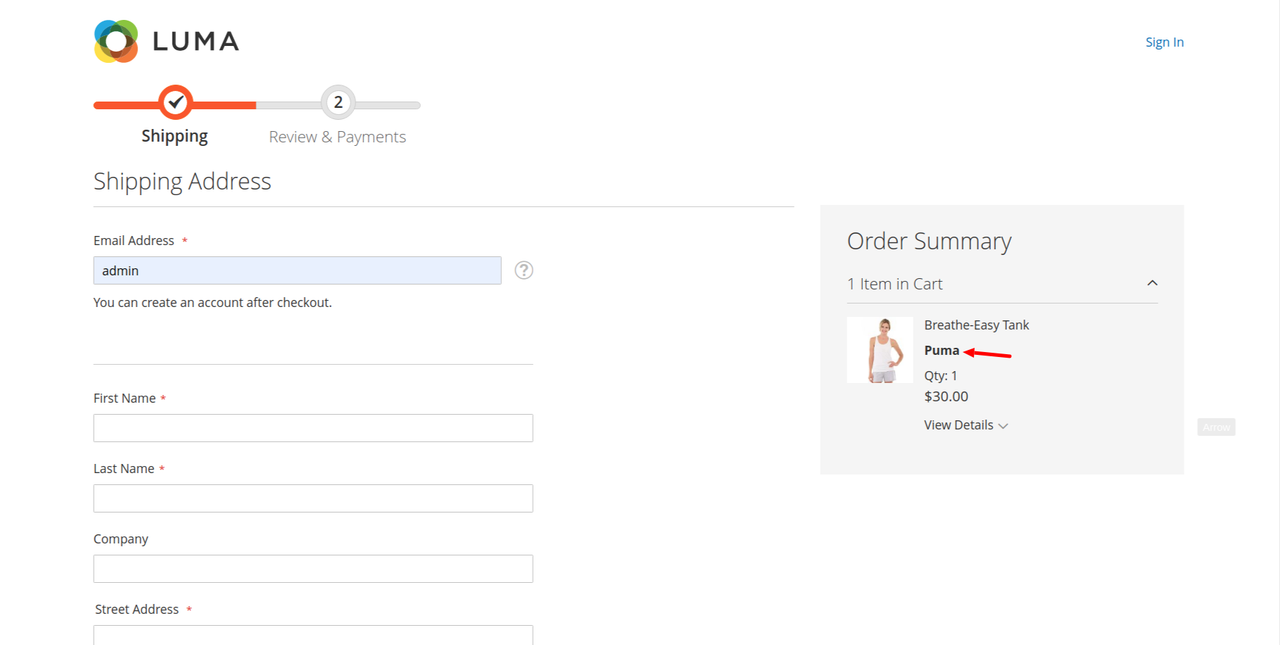 LUMA
Sign In
2
Shipping
Review & Payments
Shipping Address
Email Address *
admin
?
You can create an account after checkout.
First Name *
Last Name *
Company
Street Address *
Order Summary
1 Item in Cart
Breathe-Easy Tank
Puma
Qty: 1
$30.00
View Details
Arrow